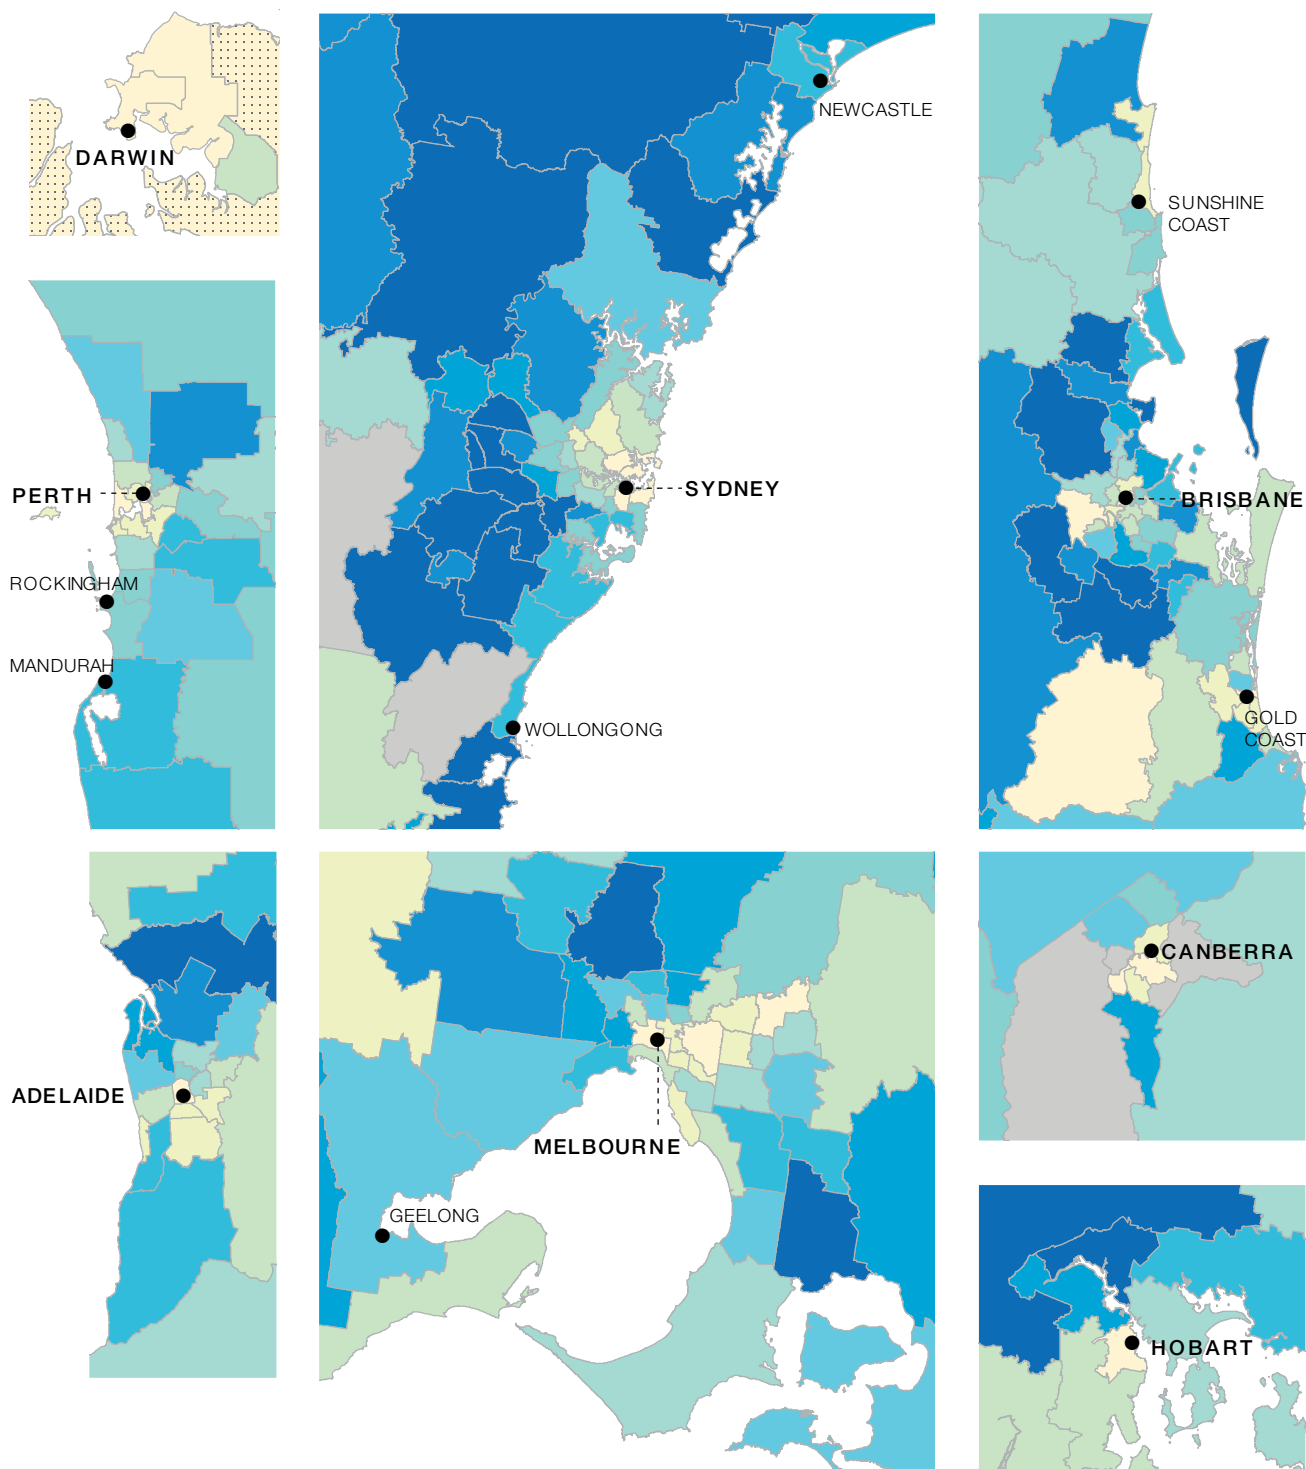 DARWIN
NEWCASTLE
SUNSHINE
COAST
PERTH
SYDNEY
BRISBANE
ROCKINGHAM
MANDURAH
WOLLONGONG
GOLD
COAST
CANBERRA
ADELAIDE
MELBOURNE
GEELONG
HOBART